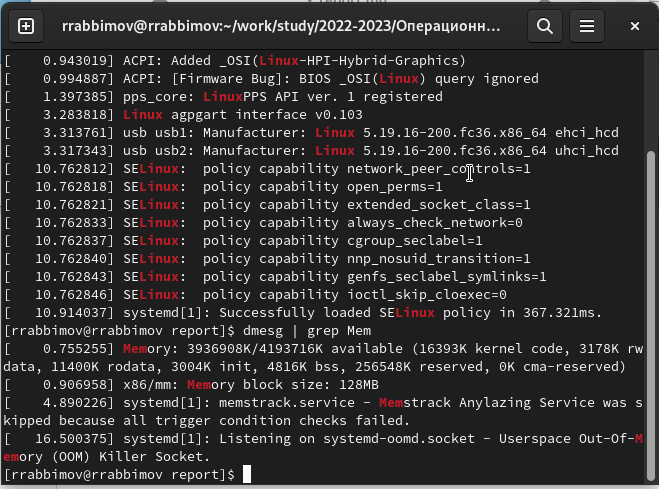 rrabbimov@rrabbimov:~/work/study/2022-2023/Операционн...
[    0.943019] ACPI: Added _OSI(Linux-HPI-Hybrid-Graphics)
[    0.994887] ACPI: [Firmware Bug]: BIOS _OSI(Linux) query ignored
[    1.397385] pps_core: LinuxPPS API ver. 1 registered
[    3.283818] Linux agpgart interface v0.103
[    3.313761] usb usb1: Manufacturer: Linux 5.19.16-200.fc36.x86_64 ehci_hcd
[    3.317343] usb usb2: Manufacturer: Linux 5.19.16-200.fc36.x86_64 uhci_hcd
[   10.762812] SELinux:  policy capability network_peer_controls=1
[   10.762818] SELinux:  policy capability open_perms=1
[   10.762821] SELinux:  policy capability extended_socket_class=1
[   10.762833] SELinux:  policy capability always_check_network=0
[   10.762837] SELinux:  policy capability cgroup_seclabel=1
[   10.762840] SELinux:  policy capability nnp_nosuid_transition=1
[   10.762843] SELinux:  policy capability genfs_seclabel_symlinks=1
[   10.762846] SELinux:  policy capability ioctl_skip_cloexec=0
[   10.914037] systemd[1]: Successfully loaded SELinux policy in 367.321ms.
[rrabbimov@rrabbimov report]$ dmesg | grep Mem
[    0.755255] Memory: 3936908K/4193716K available (16393K kernel code, 3178K rw
data, 11400K rodata, 3004K init, 4816K bss, 256548K reserved, 0K cma-reserved)
[    0.906958] x86/mm: Memory block size: 128MB
[    4.890226] systemd[1]: memstrack.service - Memstrack Anylazing Service was s
kipped because all trigger condition checks failed.
[   16.500375] systemd[1]: Listening on systemd-oomd.socket - Userspace Out-Of-M
emory (OOM) Killer Socket.
[rrabbimov@rrabbimov report]$